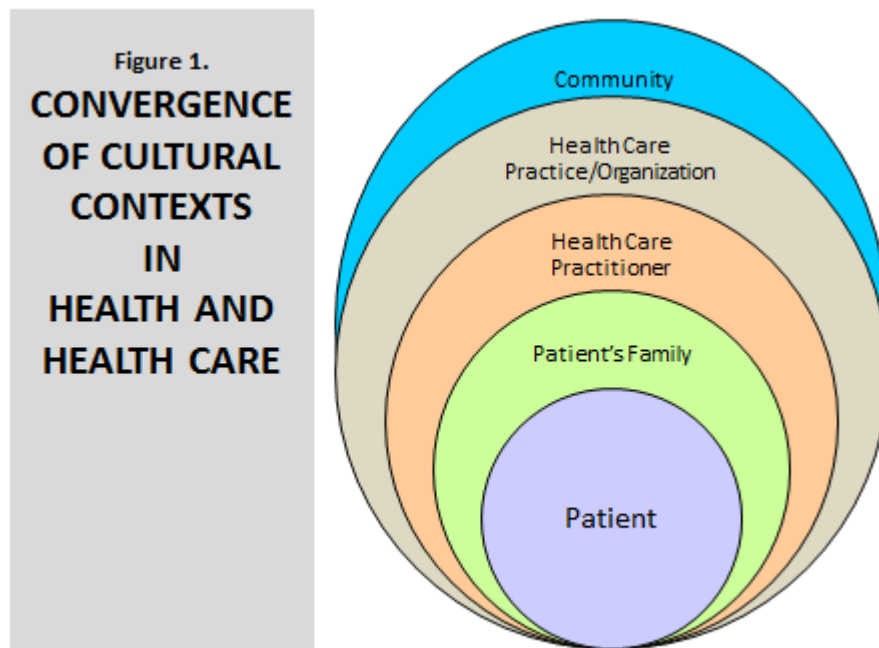 Figure 1.
CONVERGENCE
OF CULTURAL
CONTEXTS
IN
HEALTH AND
HEALTH CARE
Community
Health Care
Practice/Organization
Health Care
Practitioner
Patient's Family
Patient